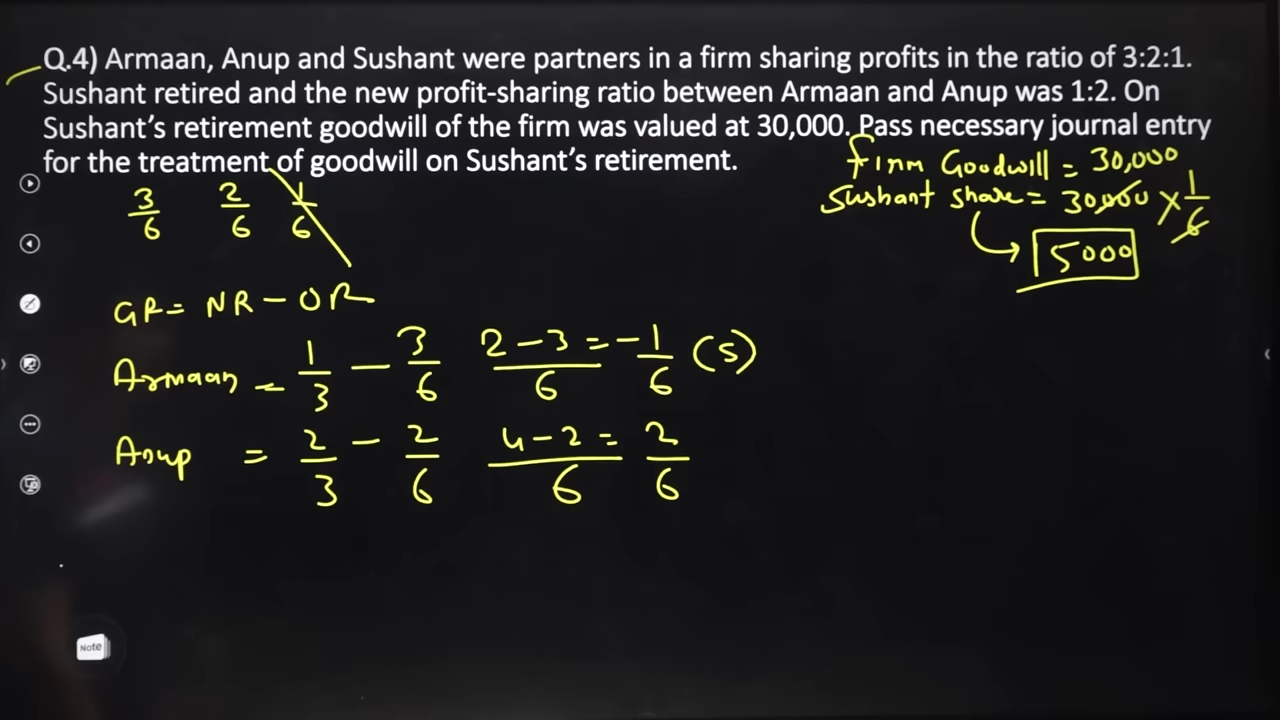 Q.4) Armaan, Anup and Sushant were partners in a firm sharing profits in the ratio of 3:2:1.
Sushant retired and the new profit-sharing ratio between Armaan and Anup was 1:2. On
Sushant’s retirement goodwill of the firm was valued at 30,000. Pass necessary journal entry
for the treatment of goodwill on Sushant’s retirement.
firm Goodwill = 30,000
Sushant share = 30,000 × 1/6
5000
3/6 2/6 1/6
GR = NR - OR
Armaan = 1/3 - 3/6 2-3/6 = -1/6 (S)
Anup = 2/3 - 2/6 4-2/6 = 2/6
Note